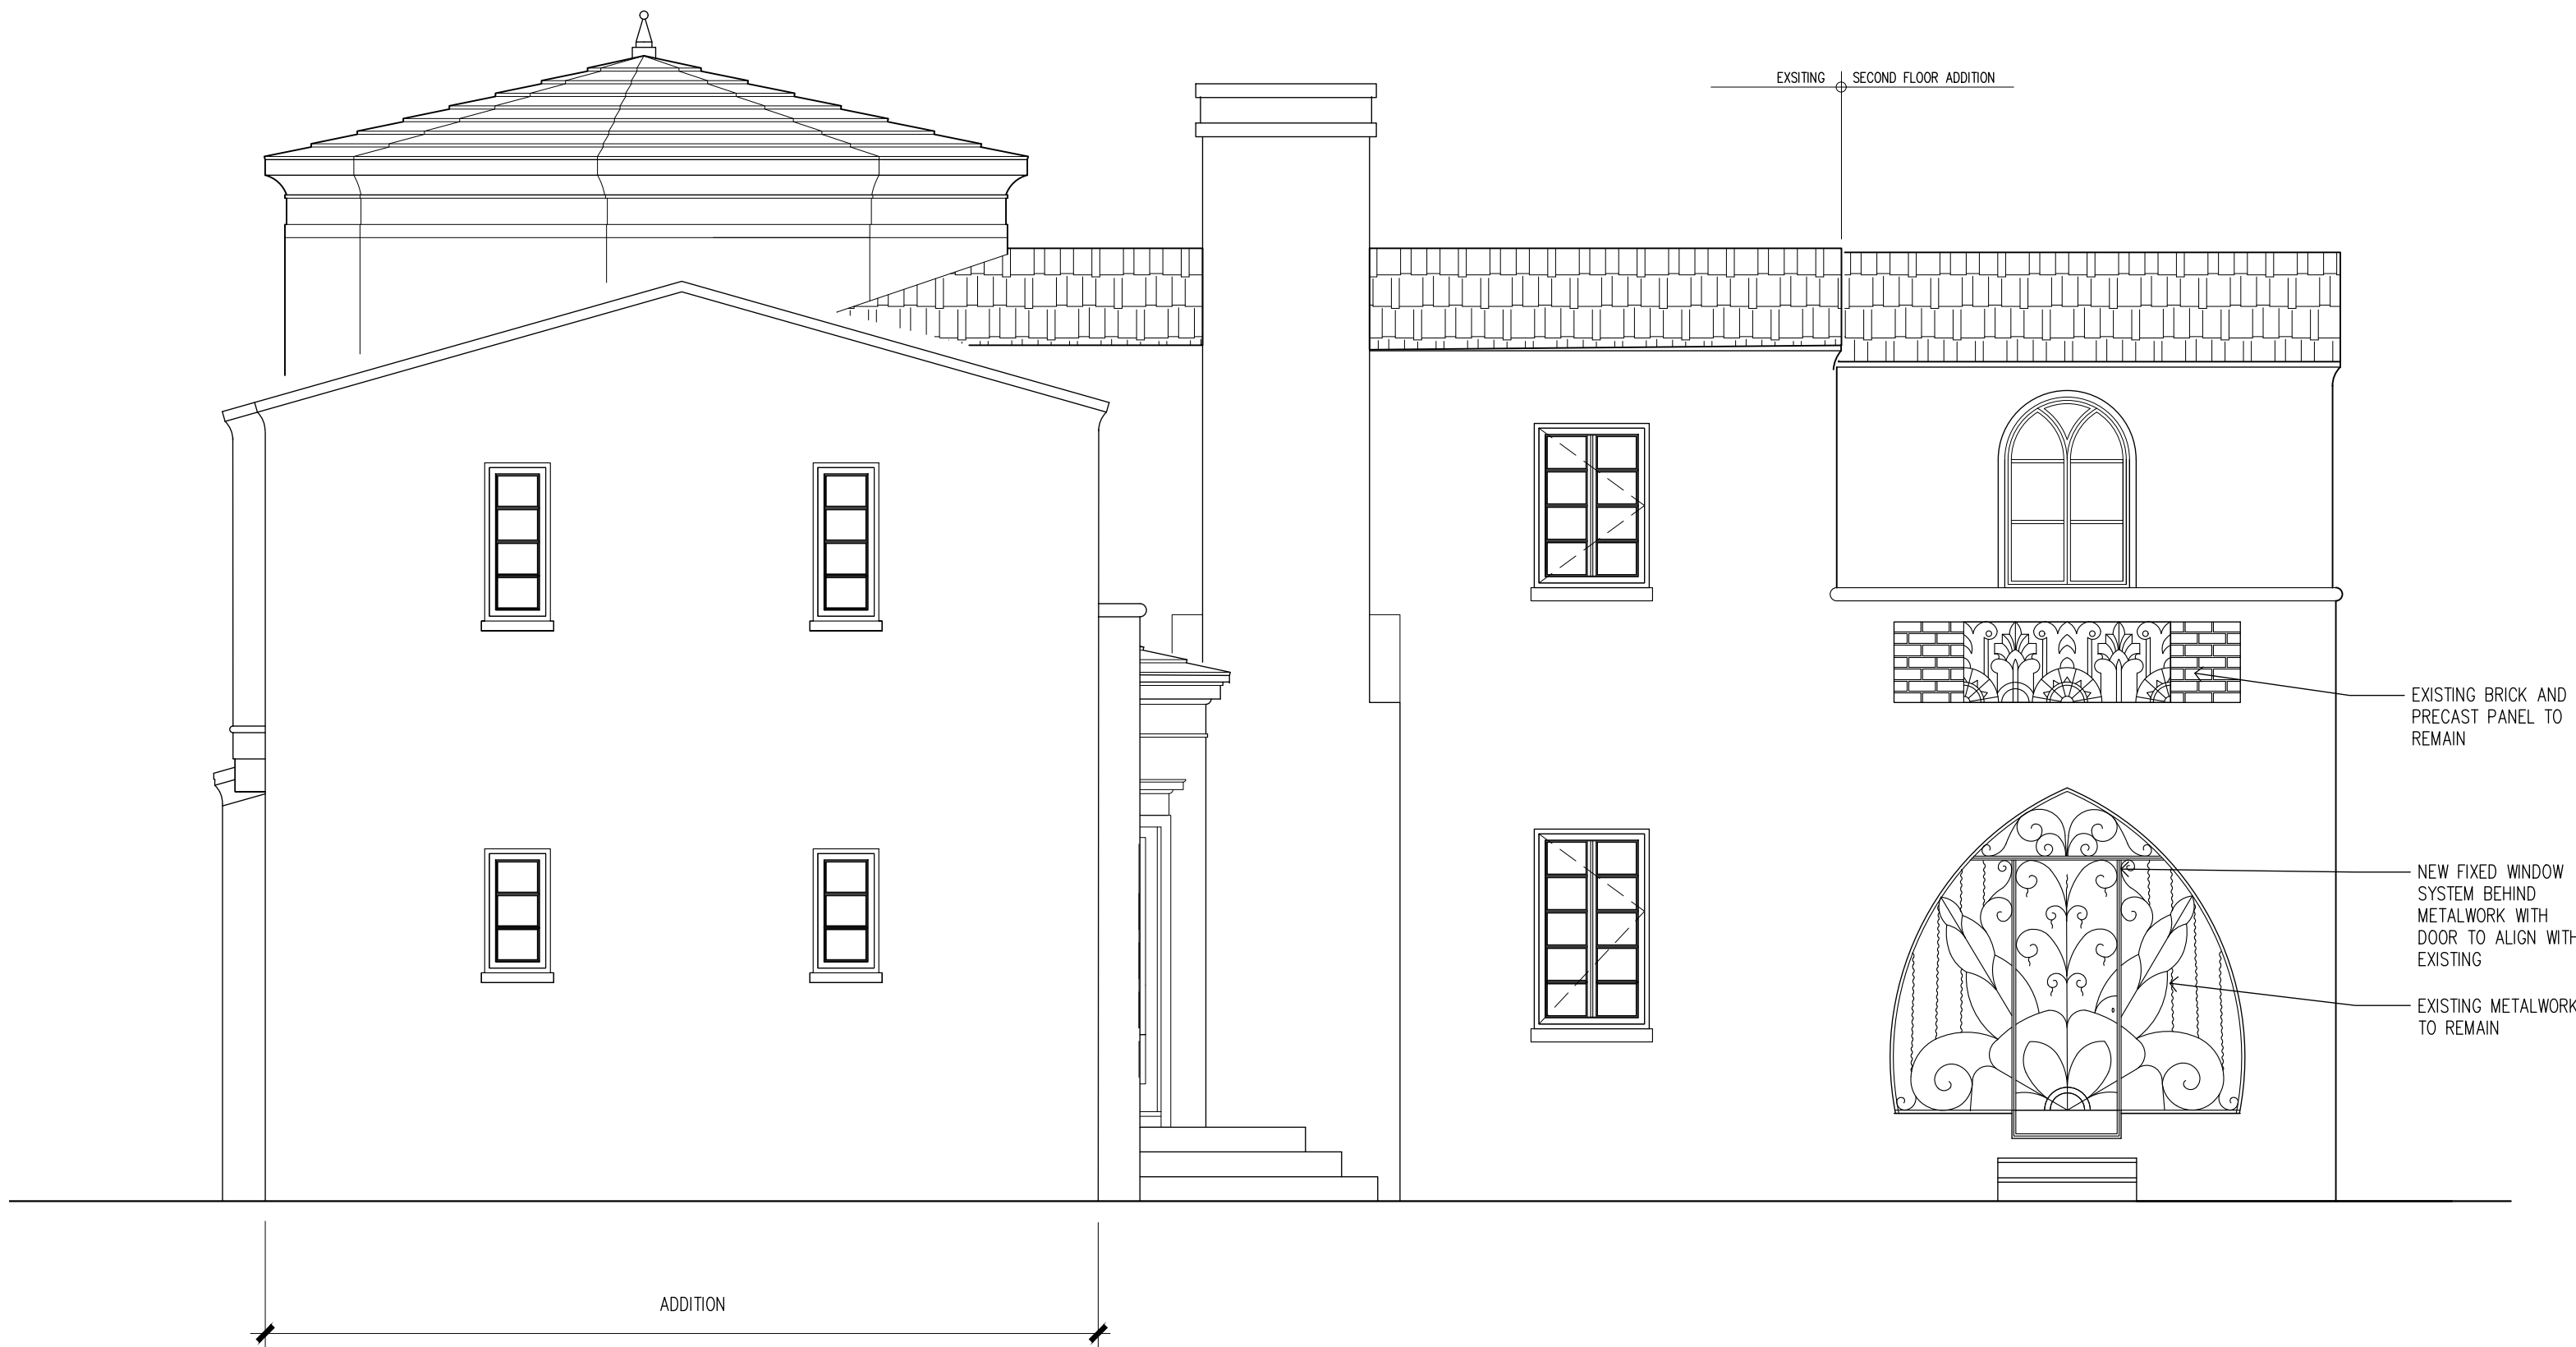 EXSITING SECOND FLOOR ADDITION
EXISTING BRICK AND
PRECAST PANEL TO
REMAIN
NEW FIXED WINDOW
SYSTEM BEHIND
METALWORK WITH
DOOR TO ALIGN WITH
EXISTING
EXISTING METALWORK
TO REMAIN
ADDITION